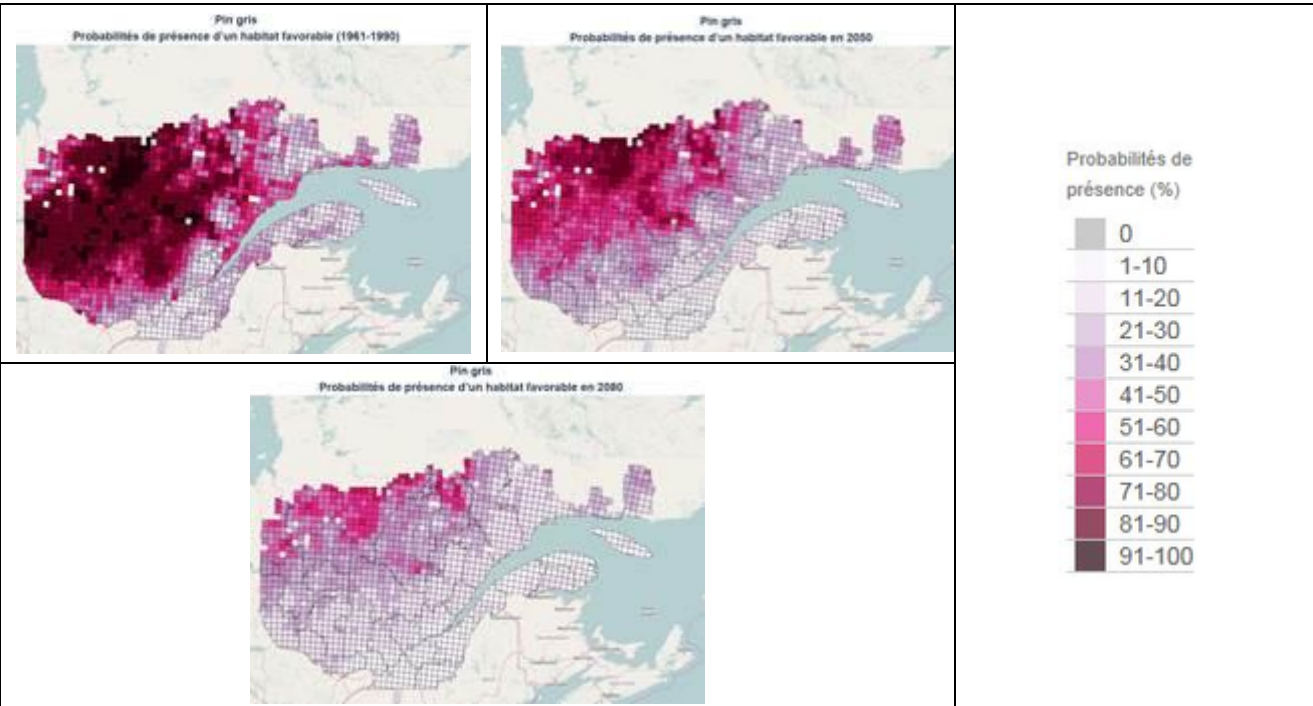 Pin gris
Probabilités de présence d'un habitat favorable (1961-1990)
Pin gris
Probabilités de présence d'un habitat favorable en 2050
Pin gris
Probabilités de présence d'un habitat favorable en 2080
Probabilités de
présence (%)
0
1-10
11-20
21-30
31-40
41-50
51-60
61-70
71-80
81-90
91-100